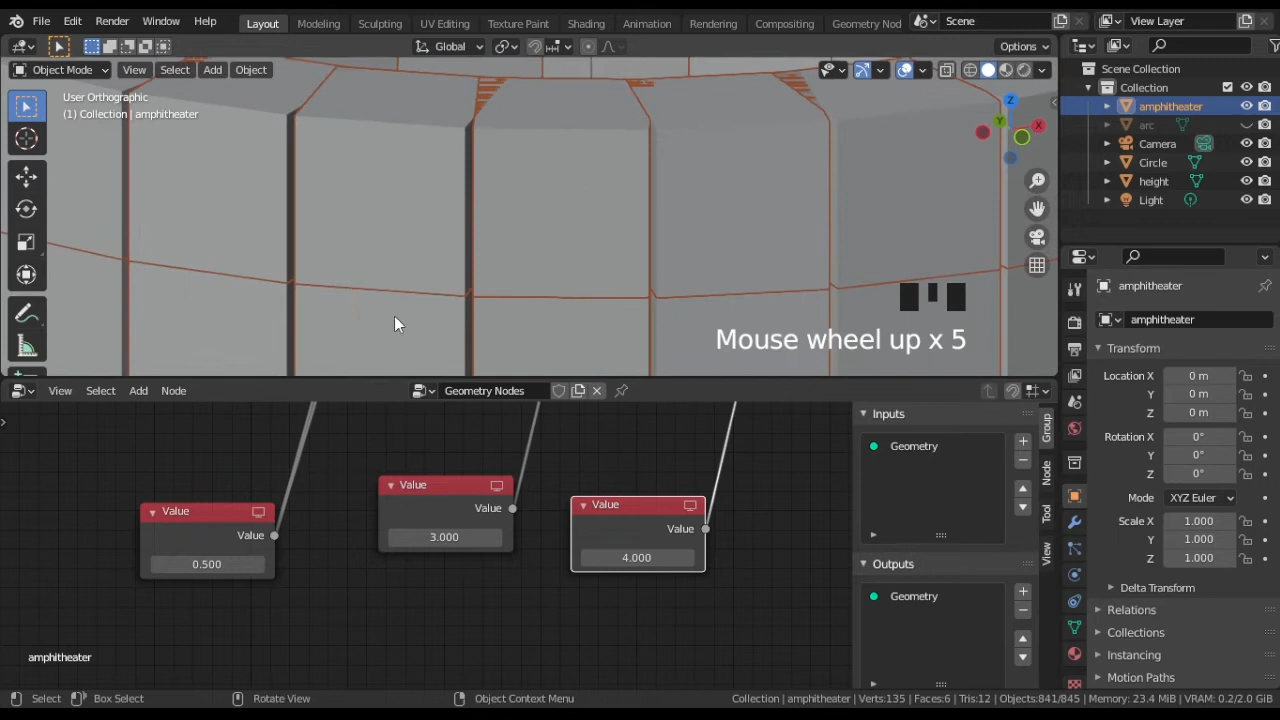 File Edit Render Window Help Layout Modeling Sculpting UV Editing Texture Paint Shading Animation Rendering Compositing Geometry Nod Scene View Layer
Global Options
Object Mode View Select Add Object
User Orthographic
(1) Collection | amphitheater
Z
Y
X
Mouse wheel up x 5
View Select Add Node Geometry Nodes
Value
Value
0.500
Value
Value
3.000
Value
Value
4.000
amphitheater
Inputs
Geometry
Outputs
Geometry
Group
Node
Tool
View
Scene Collection
Collection
amphitheater
arc
Camera
Circle
height
Light
amphitheater
amphitheater
Transform
Location X 0 m
Y 0 m
Z 0 m
Rotation X 0°
Y 0°
Z 0°
Mode XYZ Euler
Scale X 1.000
Y 1.000
Z 1.000
Delta Transform
Relations
Collections
Instancing
Motion Paths
Select Box Select Rotate View Object Context Menu Collection | amphitheater | Verts:135 | Faces:6 | Tris:12 | Objects:841/845 | Memory: 23.4 MiB | VRAM: 0.2/2.0 GiB